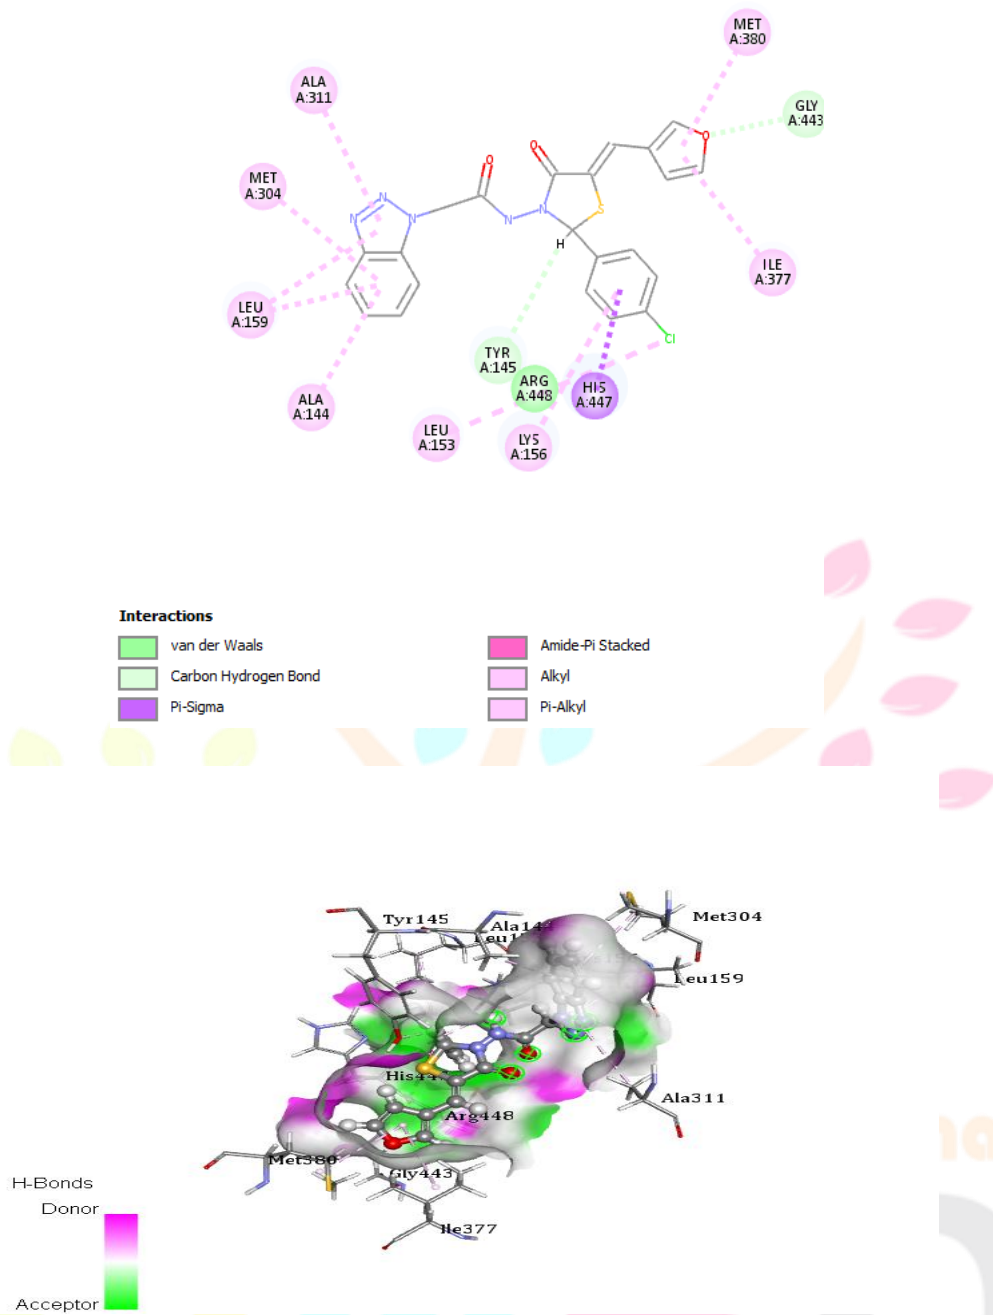 MET
A:380
ALA
A:311
GLY
A:443
O
O
O
MET
A:304
N
N
N
N
N
S
H
ILE
A:377
LEU
A:159
Cl
TYR
A:145
ARG
A:448
HIS
A:447
ALA
A:144
LEU
A:153
LYS
A:156
Interactions
van der Waals
Carbon Hydrogen Bond
Pi-Sigma
Amide-Pi Stacked
Alkyl
Pi-Alkyl
Tyr145
Met304
Leu159
His44
Ala311
Arg448
Met380
Gly443
Ile377
H-Bonds
Donor
Acceptor